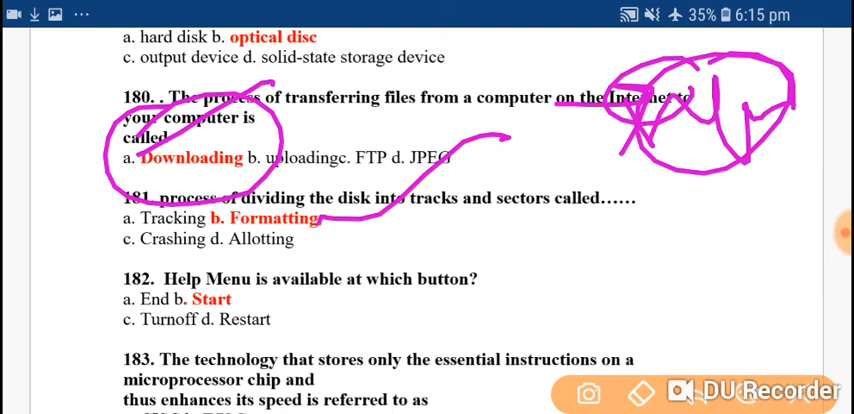 35% 6:15 pm
a. hard disk b. optical disc
c. output device d. solid-state storage device
180. . The process of transferring files from a computer on the Internet to
your computer is
called
a. Downloading b. uploadingc. FTP d. JPEG
181. process of dividing the disk into tracks and sectors called……
a. Tracking b. Formatting
c. Crashing d. Allotting
182. Help Menu is available at which button?
a. End b. Start
c. Turnoff d. Restart
183. The technology that stores only the essential instructions on a
microprocessor chip and
thus enhances its speed is referred to as
DU Recorder